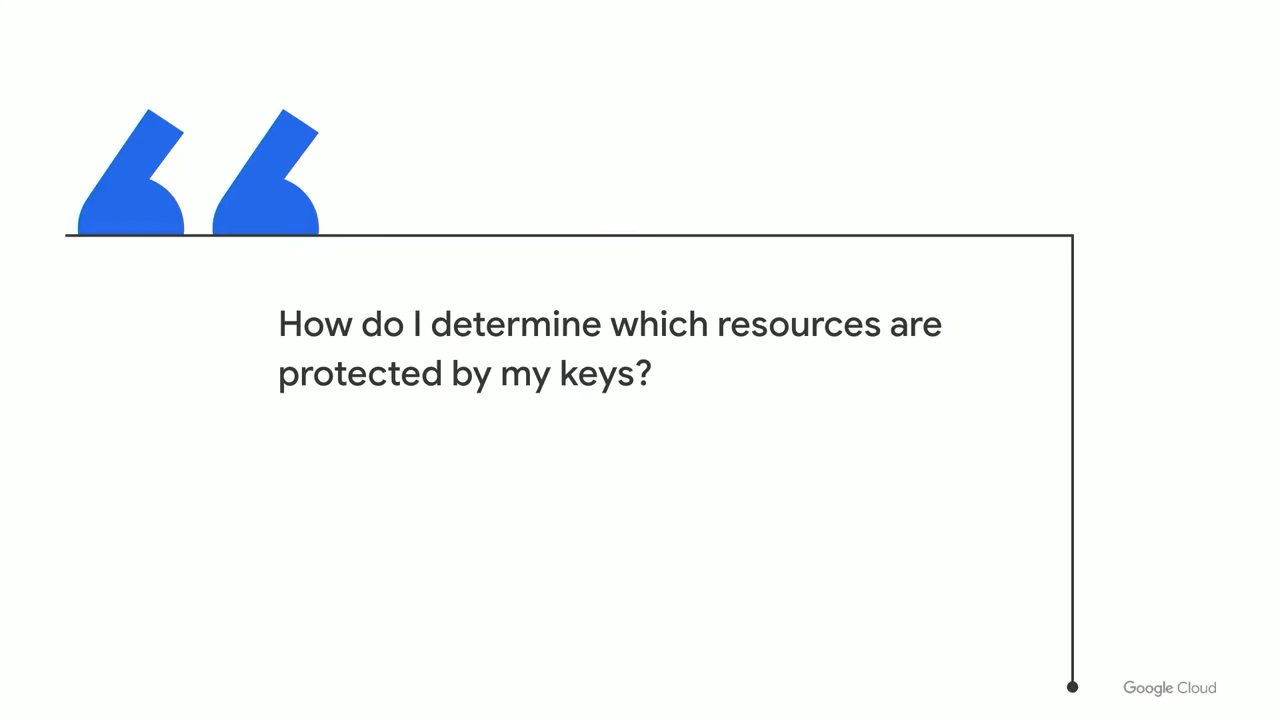 How do I determine which resources are
protected by my keys?
Google Cloud